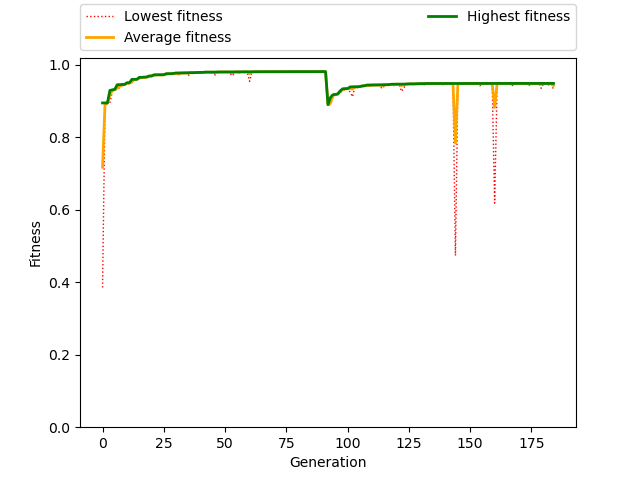 Lowest fitness
Average fitness
Highest fitness
1.0
0.8
0.6
0.4
0.2
0.0
Fitness
0 25 50 75 100 125 150 175
Generation